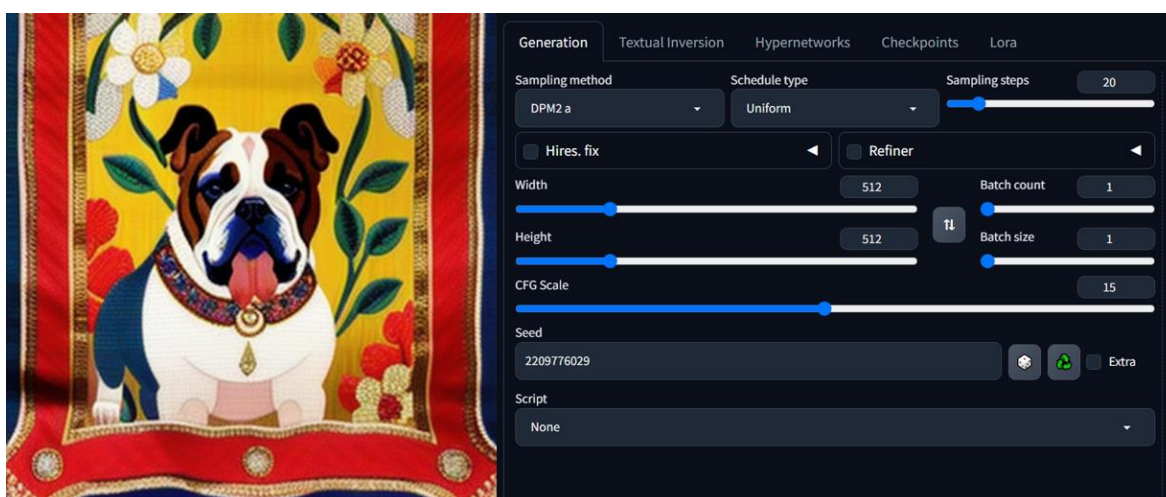 Generation Textual Inversion Hypernetworks Checkpoints Lora
Sampling method Schedule type Sampling steps 20
DPM2 a Uniform
Hires. fix Refiner
Width 512 Batch count 1
Height 512 Batch size 1
CFG Scale 15
Seed
2209776029 Extra
Script
None